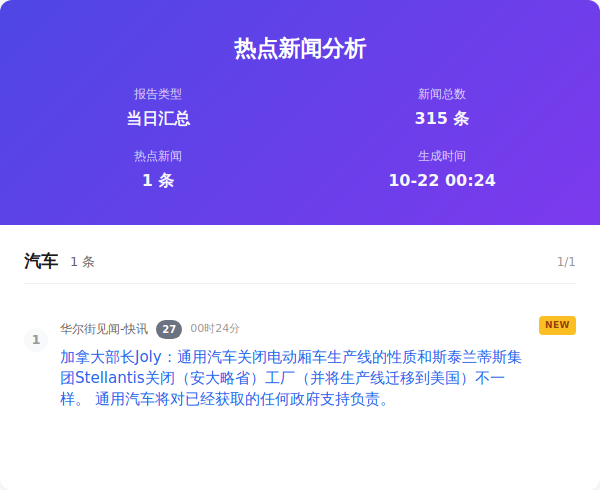 热点新闻分析
报告类型
当日汇总
新闻总数
315 条
热点新闻
1 条
生成时间
10-22 00:24
汽车 1 条 1/1
1 华尔街见闻-快讯 27 00时24分 NEW
加拿大部长Joly：通用汽车关闭电动厢车生产线的性质和斯泰兰蒂斯集
团Stellantis关闭（安大略省）工厂（并将生产线迁移到美国）不一
样。 通用汽车将对已经获取的任何政府支持负责。